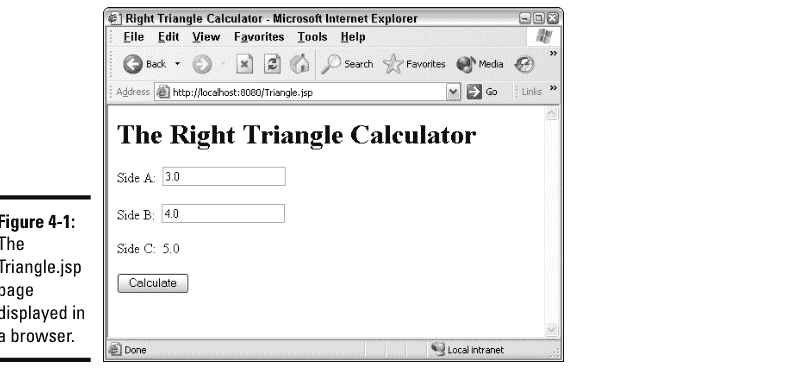 Right Triangle Calculator - Microsoft Internet Explorer
File Edit View Favorites Tools Help
Back Search Favorites Media »
Address http://localhost:8080/Triangle.jsp Go Links »
The Right Triangle Calculator
Side A: 3.0
Side B: 4.0
Side C: 5.0
Calculate
Done Local intranet
Figure 4-1:
The
Triangle.jsp
page
displayed in
a browser.